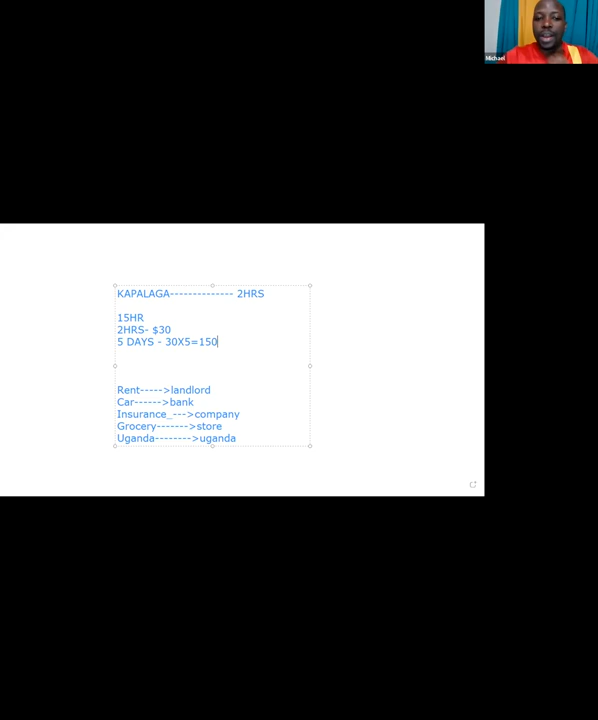 Michael
KAPALAGA-------------- 2HRS
15HR
2HRS- $30
5 DAYS - 30X5=150
Rent----->landlord
Car------>bank
Insurance_--->company
Grocery------->store
Uganda-------->uganda